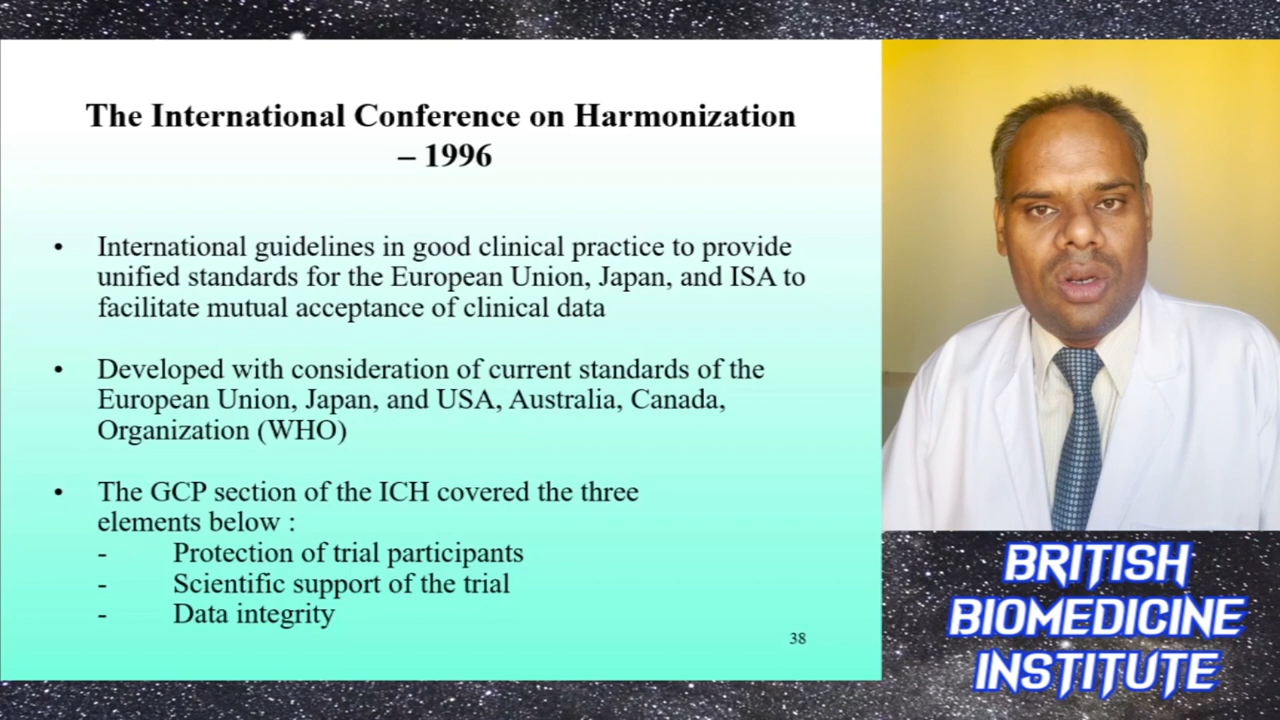 The International Conference on Harmonization
– 1996
• International guidelines in good clinical practice to provide
unified standards for the European Union, Japan, and ISA to
facilitate mutual acceptance of clinical data
• Developed with consideration of current standards of the
European Union, Japan, and USA, Australia, Canada,
Organization (WHO)
• The GCP section of the ICH covered the three
elements below :
- Protection of trial participants
- Scientific support of the trial
- Data integrity
38
BRITISH
BIOMEDICINE
INSTITUTE